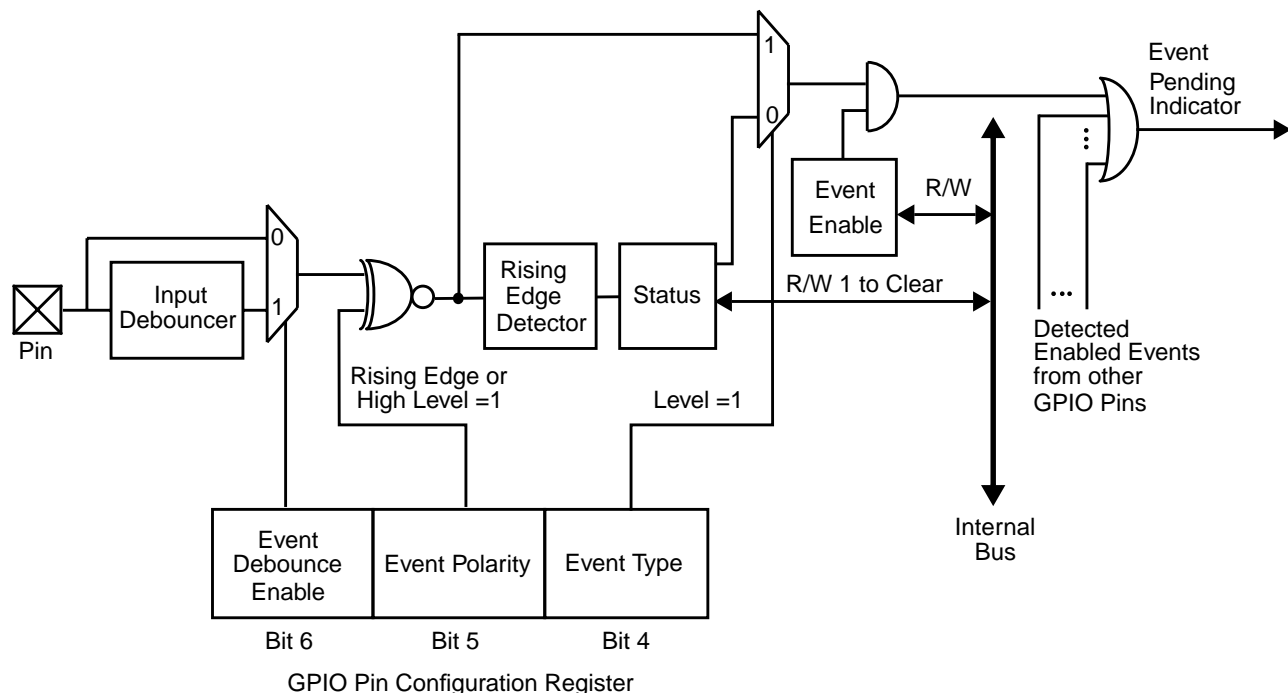 Event
Pending
Indicator
1
0
Event
Enable
R/W
0
1
Input
Debouncer
Pin
Rising
Edge
Detector
Status
R/W 1 to Clear
...
...
Detected
Enabled Events
from other
GPIO Pins
Rising Edge or
High Level =1
Level =1
Internal
Bus
Event
Debounce
Enable
Event Polarity
Event Type
Bit 6
Bit 5
Bit 4
GPIO Pin Configuration Register